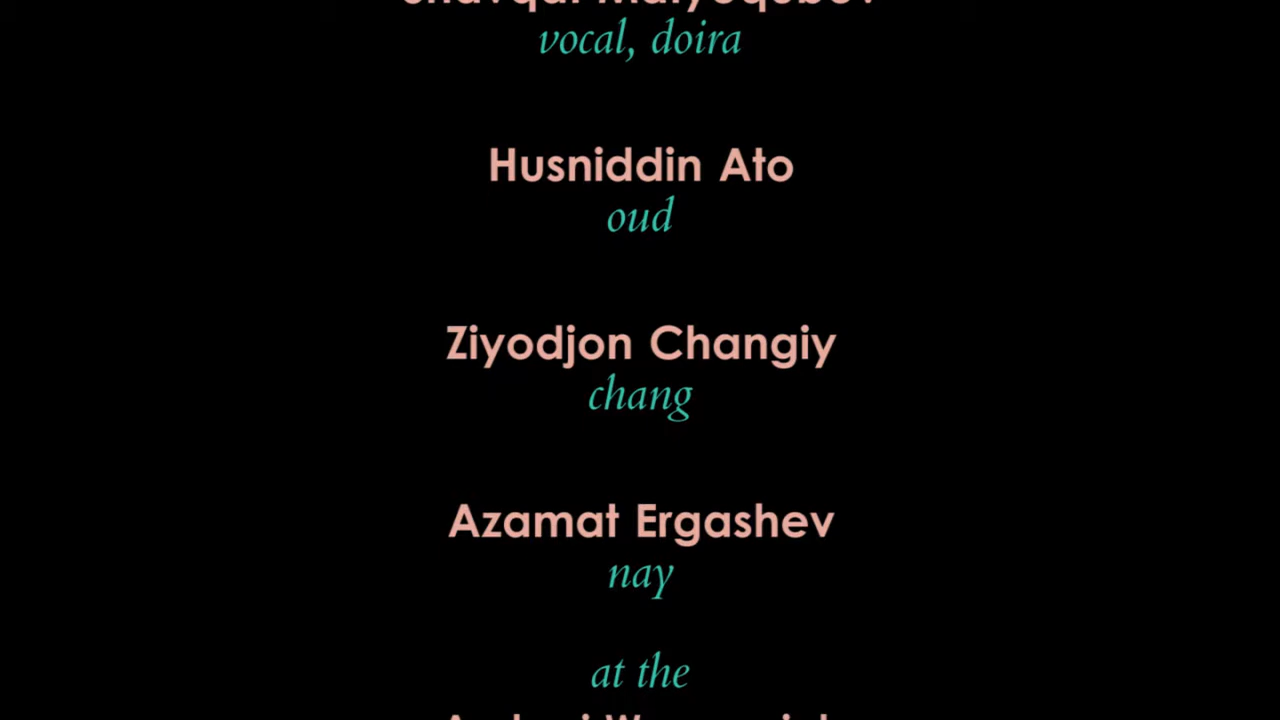 vocal, doira
Husniddin Ato
oud
Ziyodjon Changiy
chang
Azamat Ergashev
nay
at the